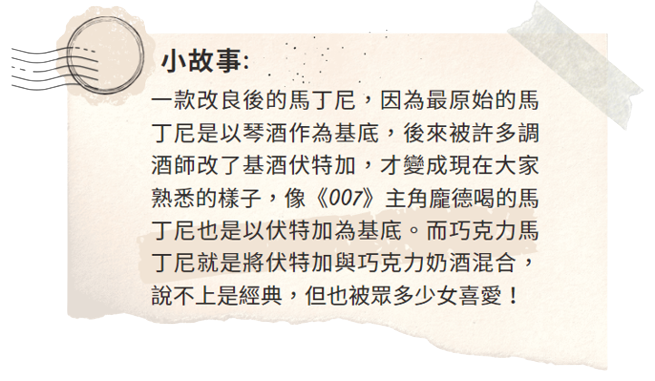 小故事:
一款改良後的馬丁尼，因為最原始的馬
丁尼是以琴酒作為基底，後來被許多調
酒師改了基酒伏特加，才變成現在大家
熟悉的樣子，像《007》主角龐德喝的馬
丁尼也是以伏特加為基底。而巧克力馬
丁尼就是將伏特加與巧克力奶酒混合，
說不上是經典，但也被眾多少女喜愛！